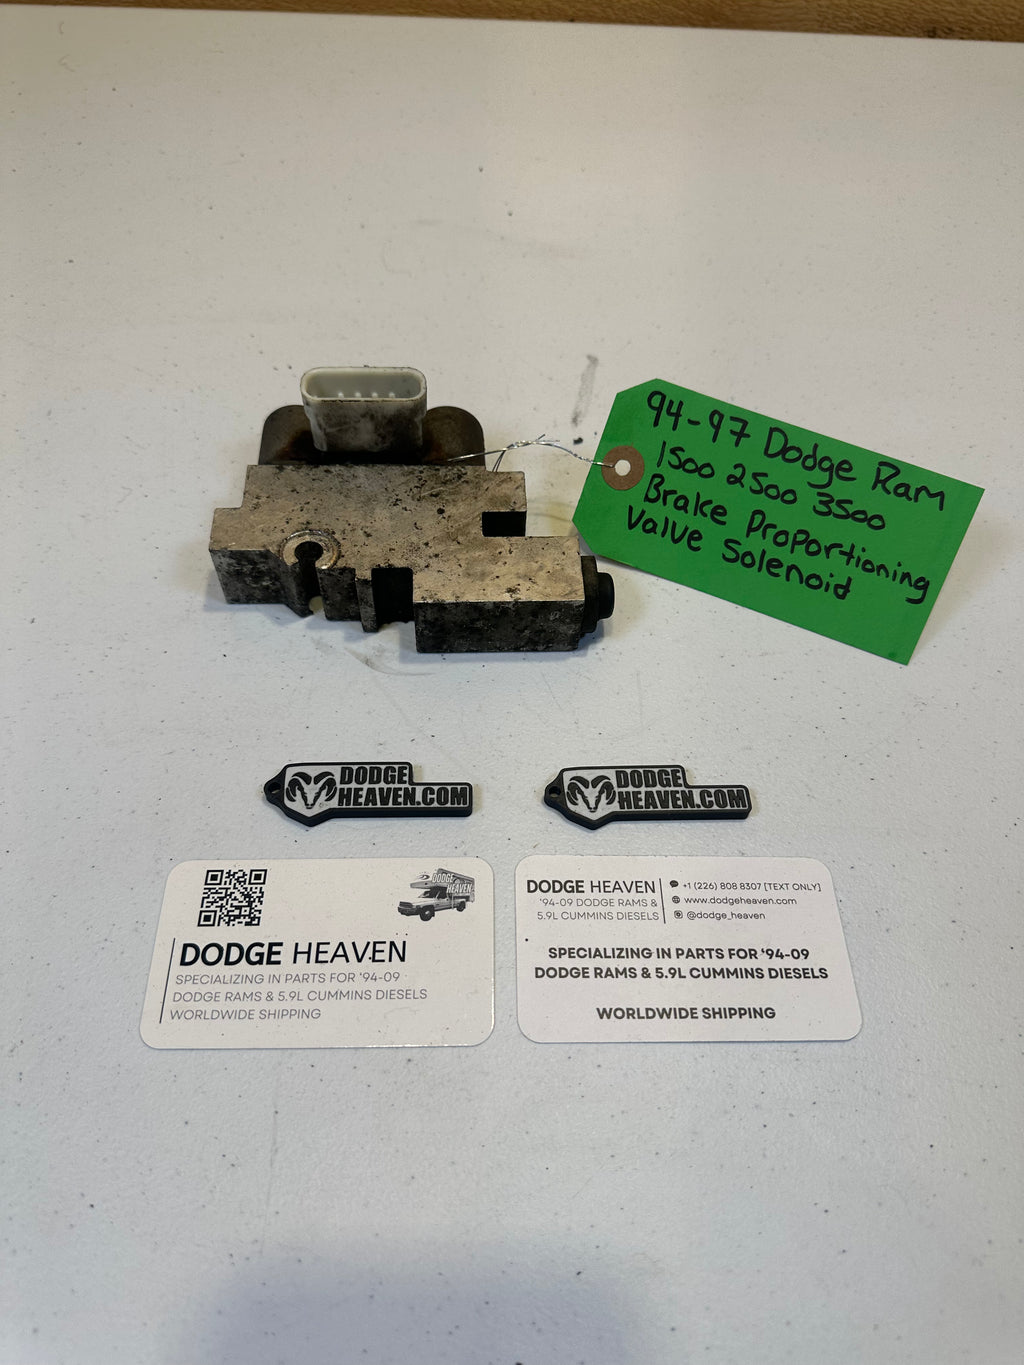 94-97 Dodge Ram
1500 2500 3500
Brake Proportioning
Valve Solenoid
DODGE
HEAVEN.COM
DODGE
HEAVEN.COM
DODGE
HEAVEN
DODGE HEAVEN
SPECIALIZING IN PARTS FOR '94-09
DODGE RAMS & 5.9L CUMMINS DIESELS
WORLDWIDE SHIPPING
DODGE HEAVEN
'94-09 DODGE RAMS &
5.9L CUMMINS DIESELS
+1 (226) 808 8307 [TEXT ONLY]
www.dodgeheaven.com
@dodge_heaven
SPECIALIZING IN PARTS FOR '94-09
DODGE RAMS & 5.9L CUMMINS DIESELS
WORLDWIDE SHIPPING